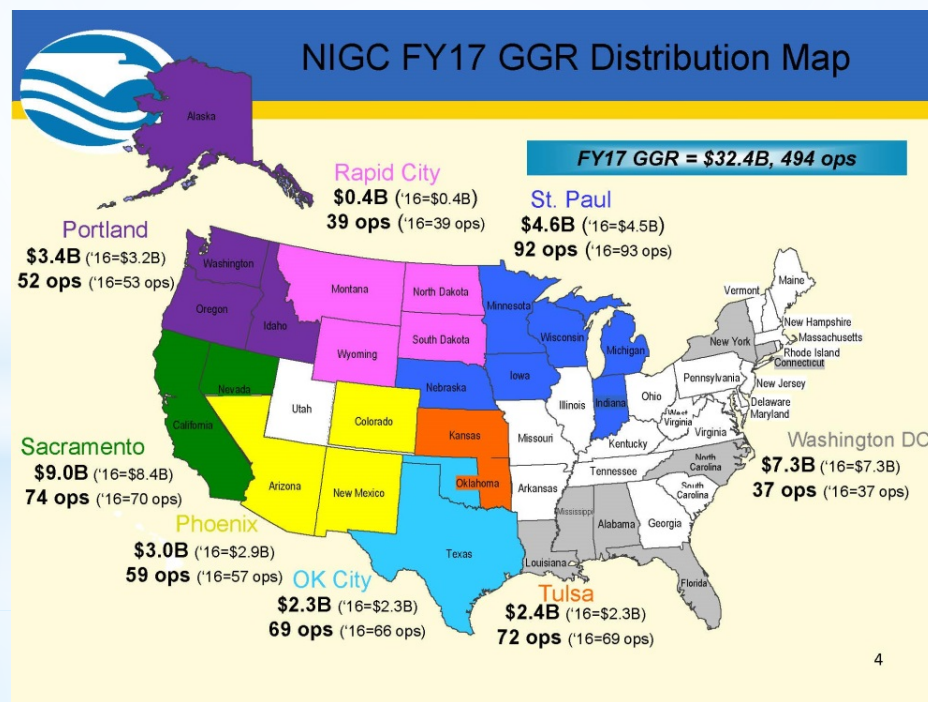 NIGC FY17 GGR Distribution Map
Alaska
FY17 GGR = $32.4B, 494 ops
Rapid City
$0.4B (‘16=$0.4B)
39 ops (‘16=39 ops)
St. Paul
$4.6B (‘16=$4.5B)
92 ops (‘16=93 ops)
Portland
$3.4B (‘16=$3.2B)
52 ops (‘16=53 ops)
Washington
Oregon
Idaho
Montana
North Dakota
South Dakota
Wyoming
Nebraska
Minnesota
Wisconsin
Michigan
Iowa
Indiana
Illinois
Ohio
Vermont
Maine
New Hampshire
Massachusetts
Rhode Island
Connecticut
New York
Pennsylvania
New Jersey
Delaware
Maryland
West
Virginia
Virginia
Kentucky
Missouri
Kansas
Colorado
Utah
Nevada
California
Arizona
New Mexico
Oklahoma
Texas
Arkansas
Tennessee
North
Carolina
South
Carolina
Mississippi
Alabama
Georgia
Louisiana
Florida
Sacramento
$9.0B (‘16=$8.4B)
74 ops (‘16=70 ops)
Washington DC
$7.3B (‘16=$7.3B)
37 ops (‘16=37 ops)
Phoenix
$3.0B (‘16=$2.9B)
59 ops (‘16=57 ops)
OK City
$2.3B (‘16=$2.3B)
69 ops (‘16=66 ops)
Tulsa
$2.4B (‘16=$2.3B)
72 ops (‘16=69 ops)
4